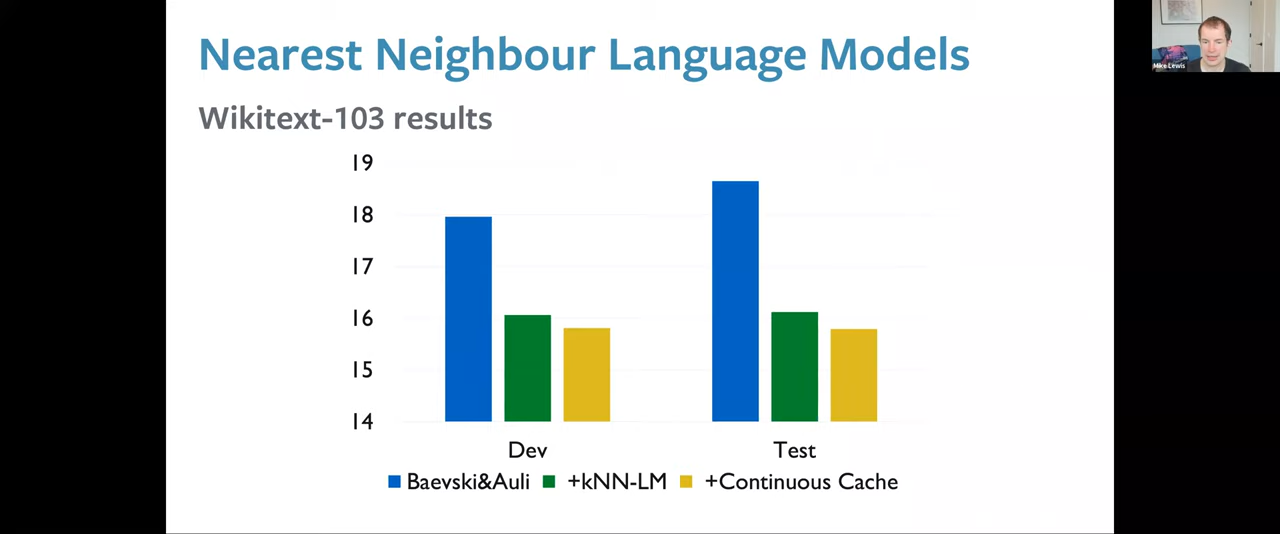 Nearest Neighbour Language Models
Mike Lewis
Wikitext-103 results
19
18
17
16
15
14
Dev
Test
Baevski&Auli
+kNN-LM
+Continuous Cache